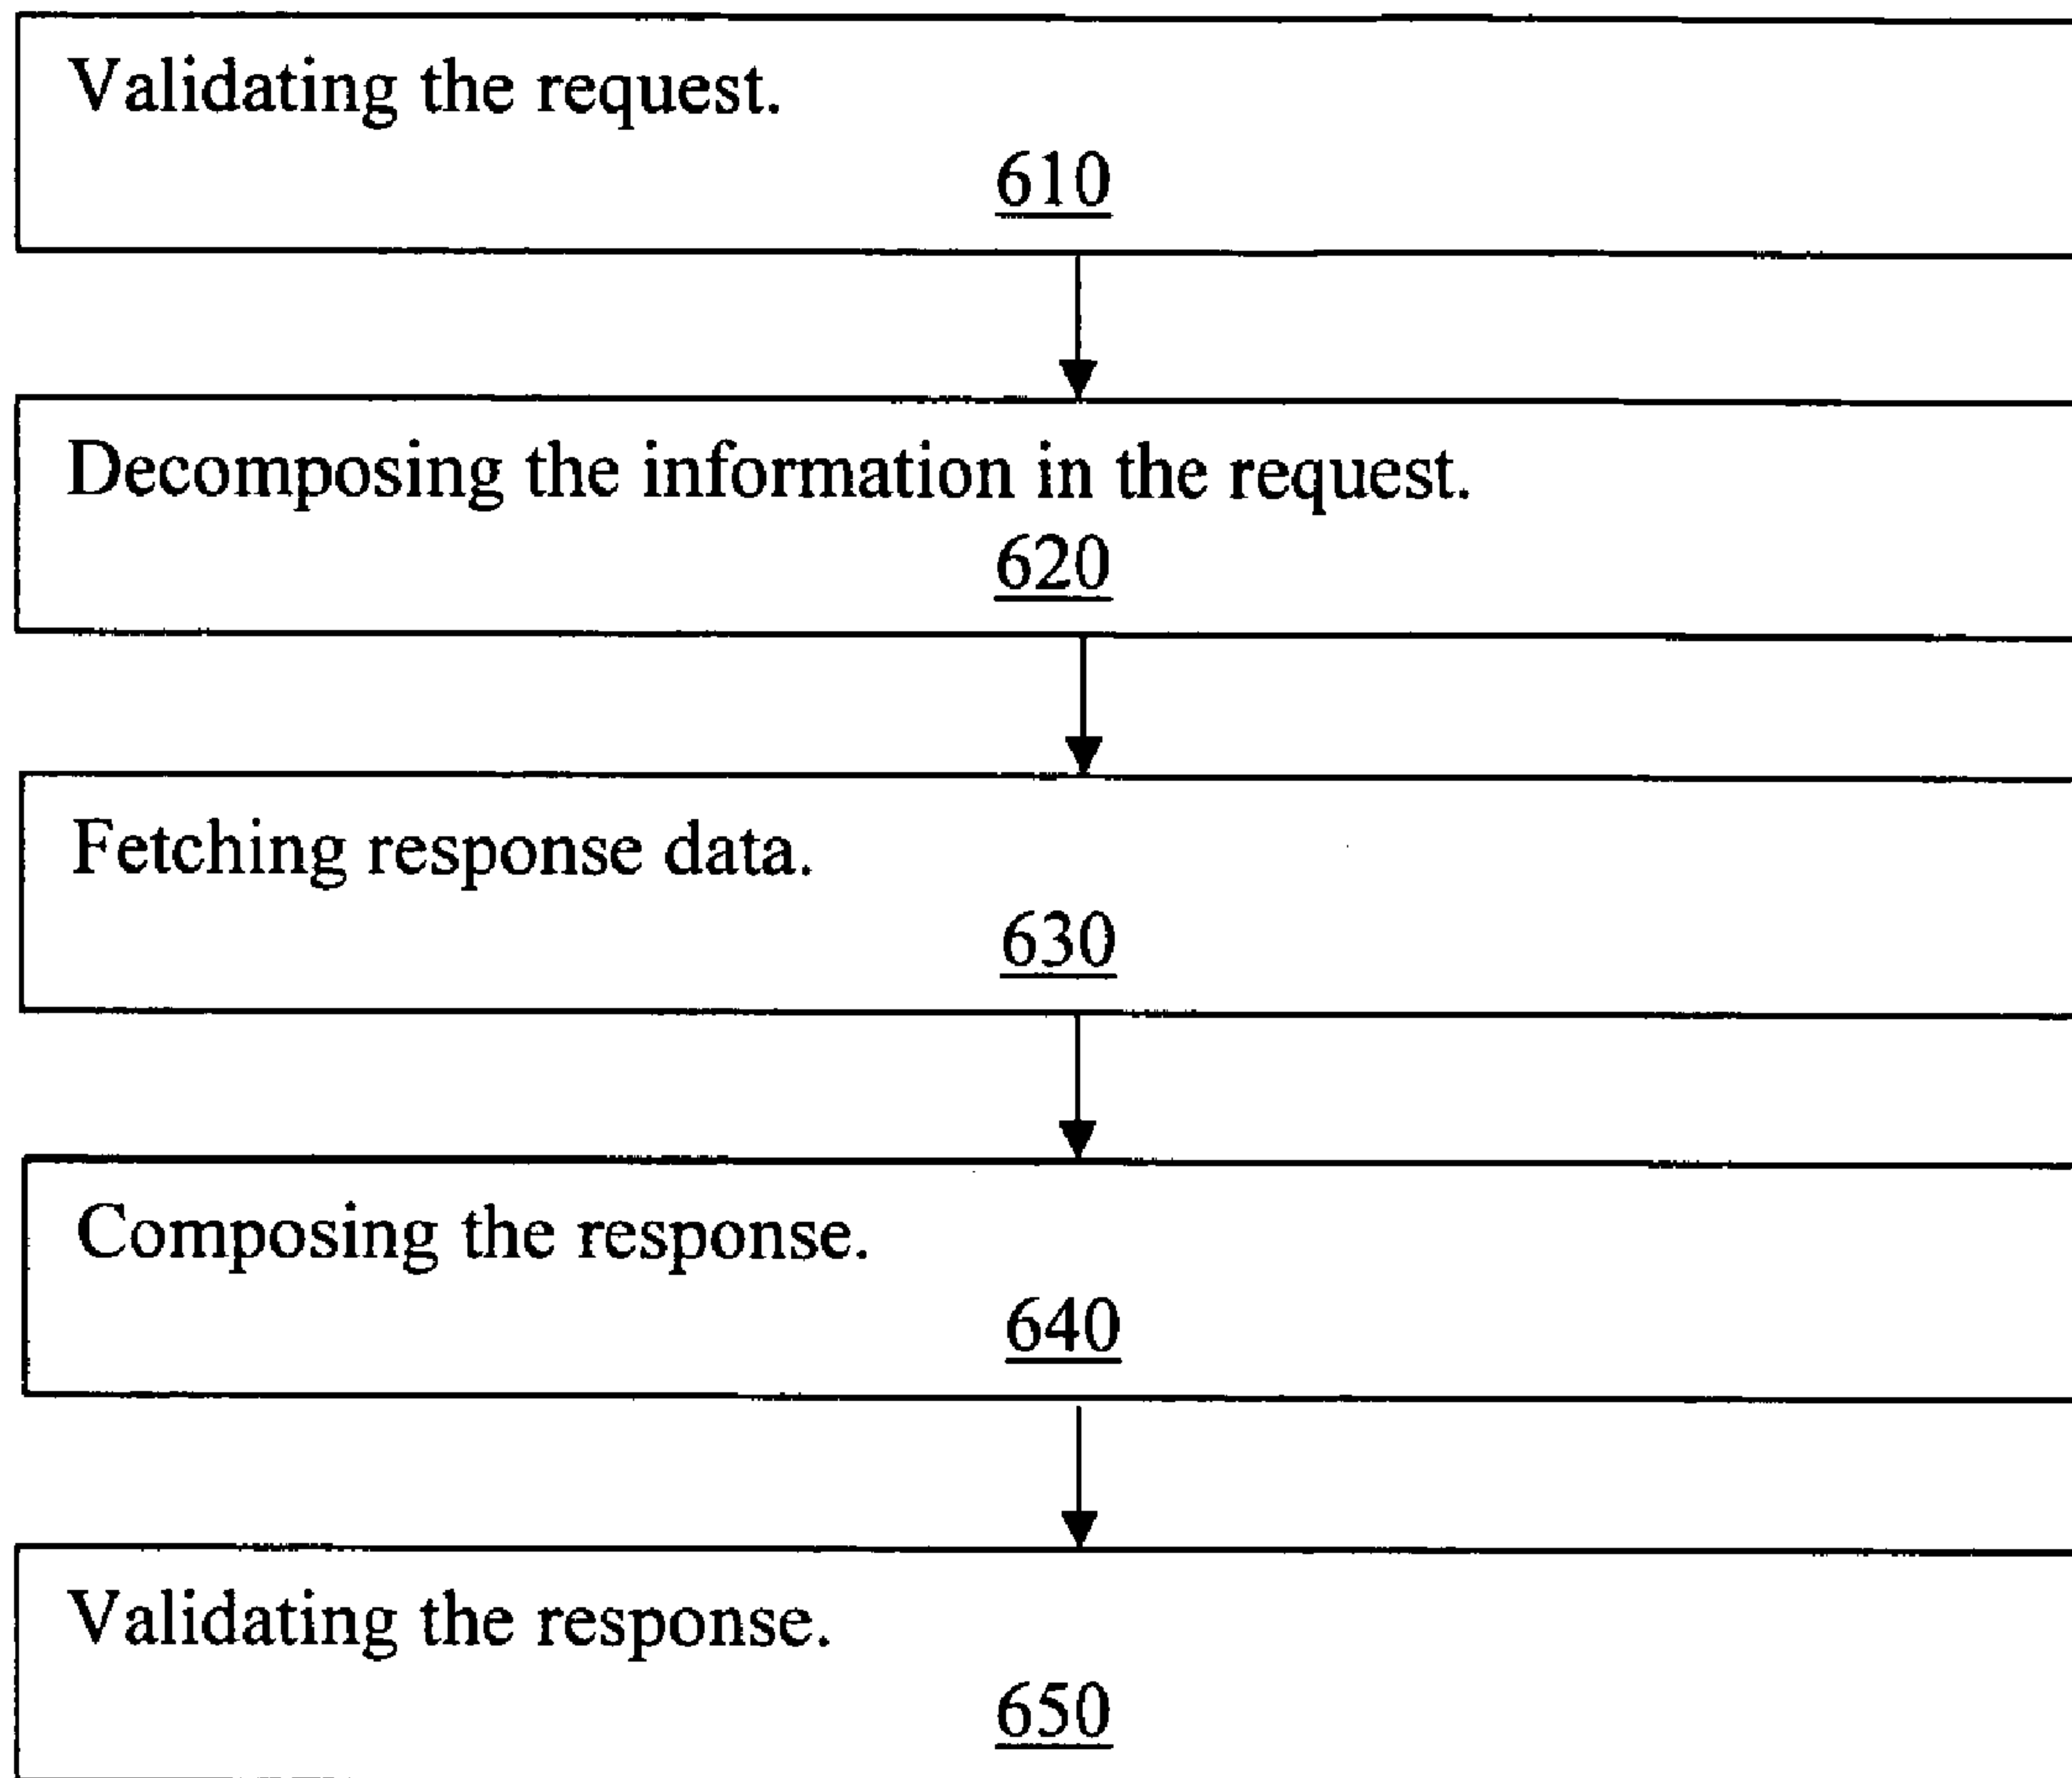 Validating the request.
610
Decomposing the information in the request.
620
Fetching response data.
630
Composing the response.
640
Validating the response.
650